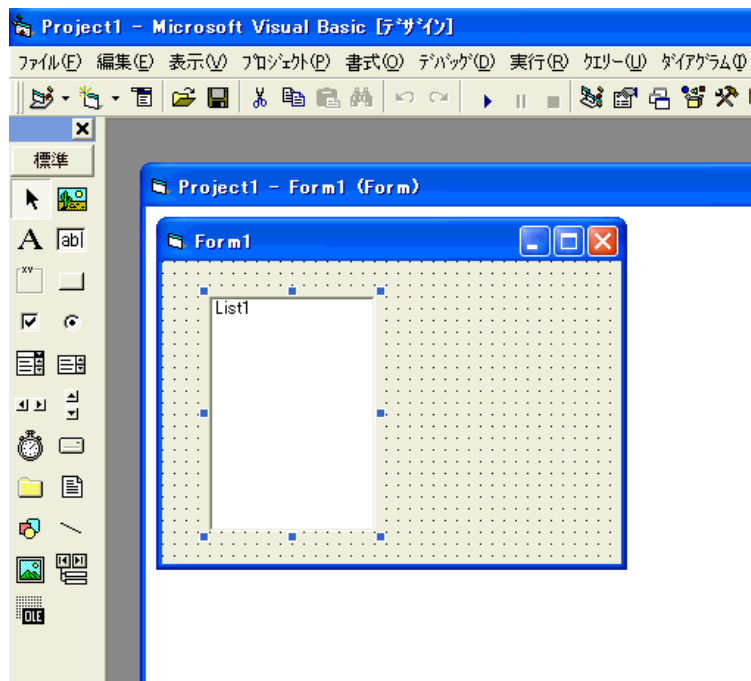 Project1 - Microsoft Visual Basic [ﾃﾞｻﾞｲﾝ]
ﾌｧｲﾙ(F) 編集(E) 表示(V) ﾌﾟﾛｼﾞｪｸﾄ(P) 書式(O) ﾃﾞﾊﾞｯｸﾞ(D) 実行(R) ｸｴﾘｰ(U) ﾀﾞｲｱｸﾞﾗﾑ(I
標準
Project1 - Form1 (Form)
A ab|
Form1
XY
List1
OLE